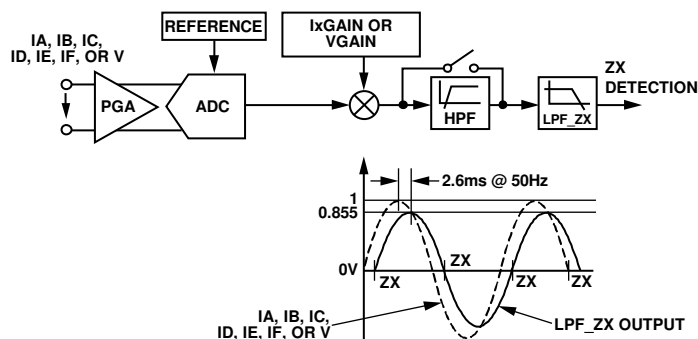 REFERENCE
IxGAIN OR
VGAIN
IA, IB, IC,
ID, IE, IF, OR V
PGA
ADC
HPF
LPF_ZX
ZX
DETECTION
2.6ms @ 50Hz
1
0.855
0V
ZX
ZX
ZX
ZX
IA, IB, IC,
ID, IE, IF, OR V
LPF_ZX OUTPUT